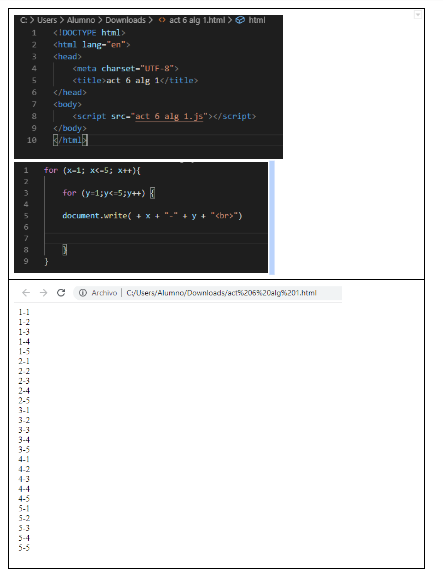 C: > Users > Alumno > Downloads > <> act 6 alg 1.html > html
1 <!DOCTYPE html>
2 <html lang="en">
3 <head>
4 <meta charset="UTF-8">
5 <title>act 6 alg 1</title>
6 </head>
7 <body>
8 <script src="act 6 alg 1.js"></script>
9 </body>
10 </html>
1 for (x=1; x<=5; x++){
2
3 for (y=1;y<=5;y++) {
4
5 document.write( + x + "-" + y + "<br>")
6
7
8 }
9 }
Archivo | C:/Users/Alumno/Downloads/act%206%20alg%201.html
1-1
1-2
1-3
1-4
1-5
2-1
2-2
2-3
2-4
2-5
3-1
3-2
3-3
3-4
3-5
4-1
4-2
4-3
4-4
4-5
5-1
5-2
5-3
5-4
5-5